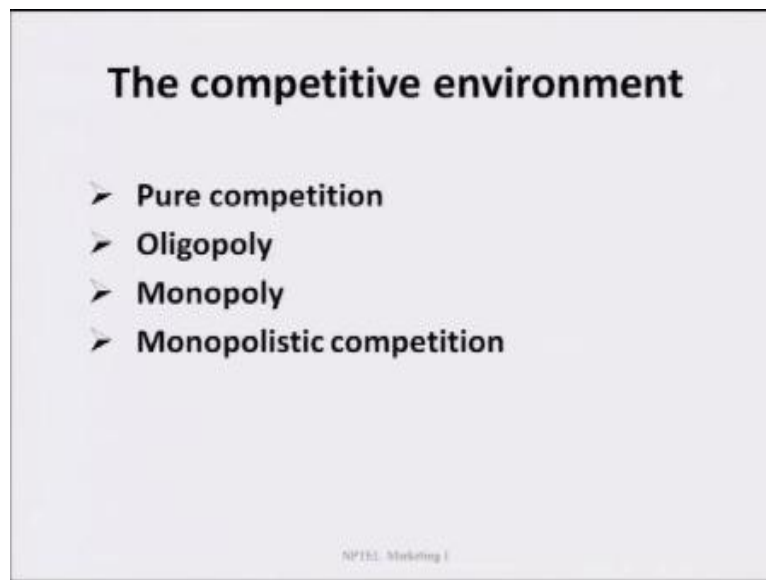 The competitive environment
Pure competition
Oligopoly
Monopoly
Monopolistic competition
NPTEL Marketing I